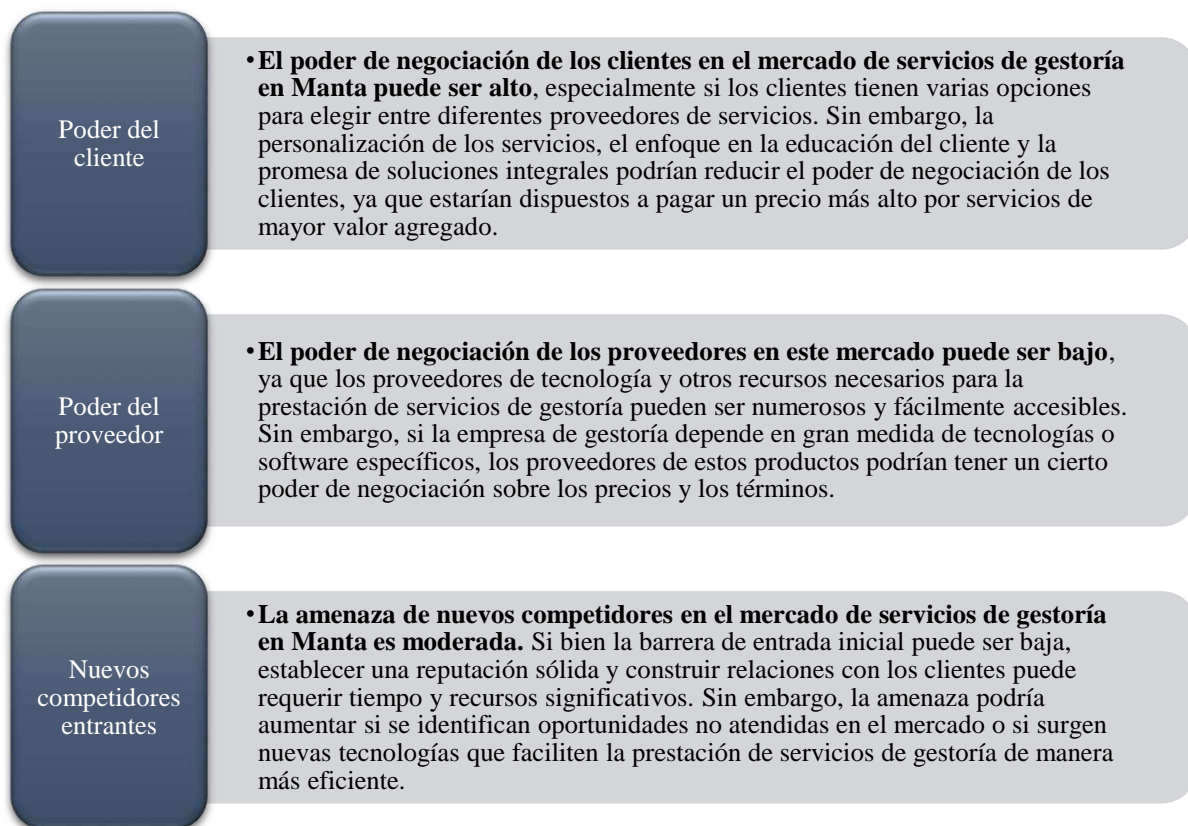 Poder del
cliente
•El poder de negociación de los clientes en el mercado de servicios de gestoría
en Manta puede ser alto, especialmente si los clientes tienen varias opciones
para elegir entre diferentes proveedores de servicios. Sin embargo, la
personalización de los servicios, el enfoque en la educación del cliente y la
promesa de soluciones integrales podrían reducir el poder de negociación de los
clientes, ya que estarían dispuestos a pagar un precio más alto por servicios de
mayor valor agregado.
Poder del
proveedor
•El poder de negociación de los proveedores en este mercado puede ser bajo,
ya que los proveedores de tecnología y otros recursos necesarios para la
prestación de servicios de gestoría pueden ser numerosos y fácilmente accesibles.
Sin embargo, si la empresa de gestoría depende en gran medida de tecnologías o
software específicos, los proveedores de estos productos podrían tener un cierto
poder de negociación sobre los precios y los términos.
Nuevos
competidores
entrantes
•La amenaza de nuevos competidores en el mercado de servicios de gestoría
en Manta es moderada. Si bien la barrera de entrada inicial puede ser baja,
establecer una reputación sólida y construir relaciones con los clientes puede
requerir tiempo y recursos significativos. Sin embargo, la amenaza podría
aumentar si se identifican oportunidades no atendidas en el mercado o si surgen
nuevas tecnologías que faciliten la prestación de servicios de gestoría de manera
más eficiente.